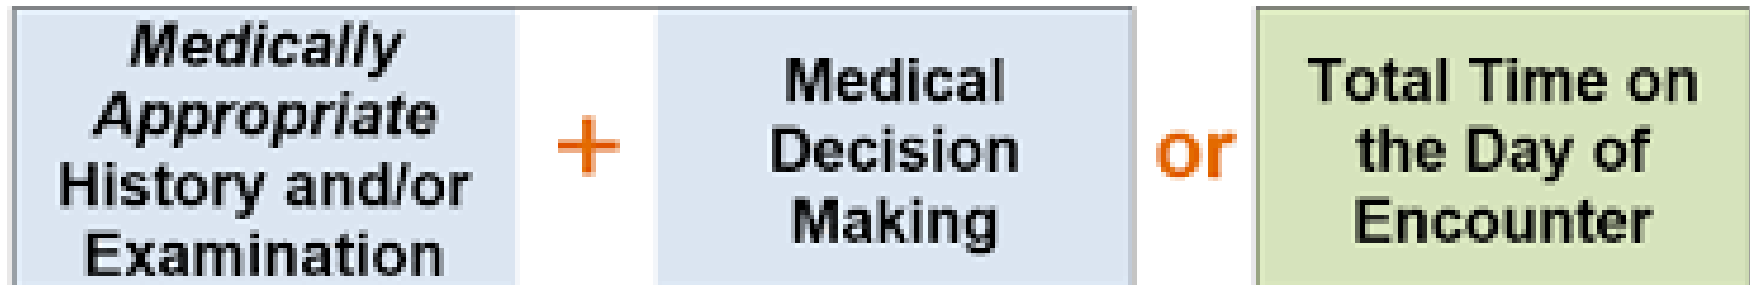 Medically
Appropriate
History and/or
Examination
+
Medical
Decision
Making
or
Total Time on
the Day of
Encounter